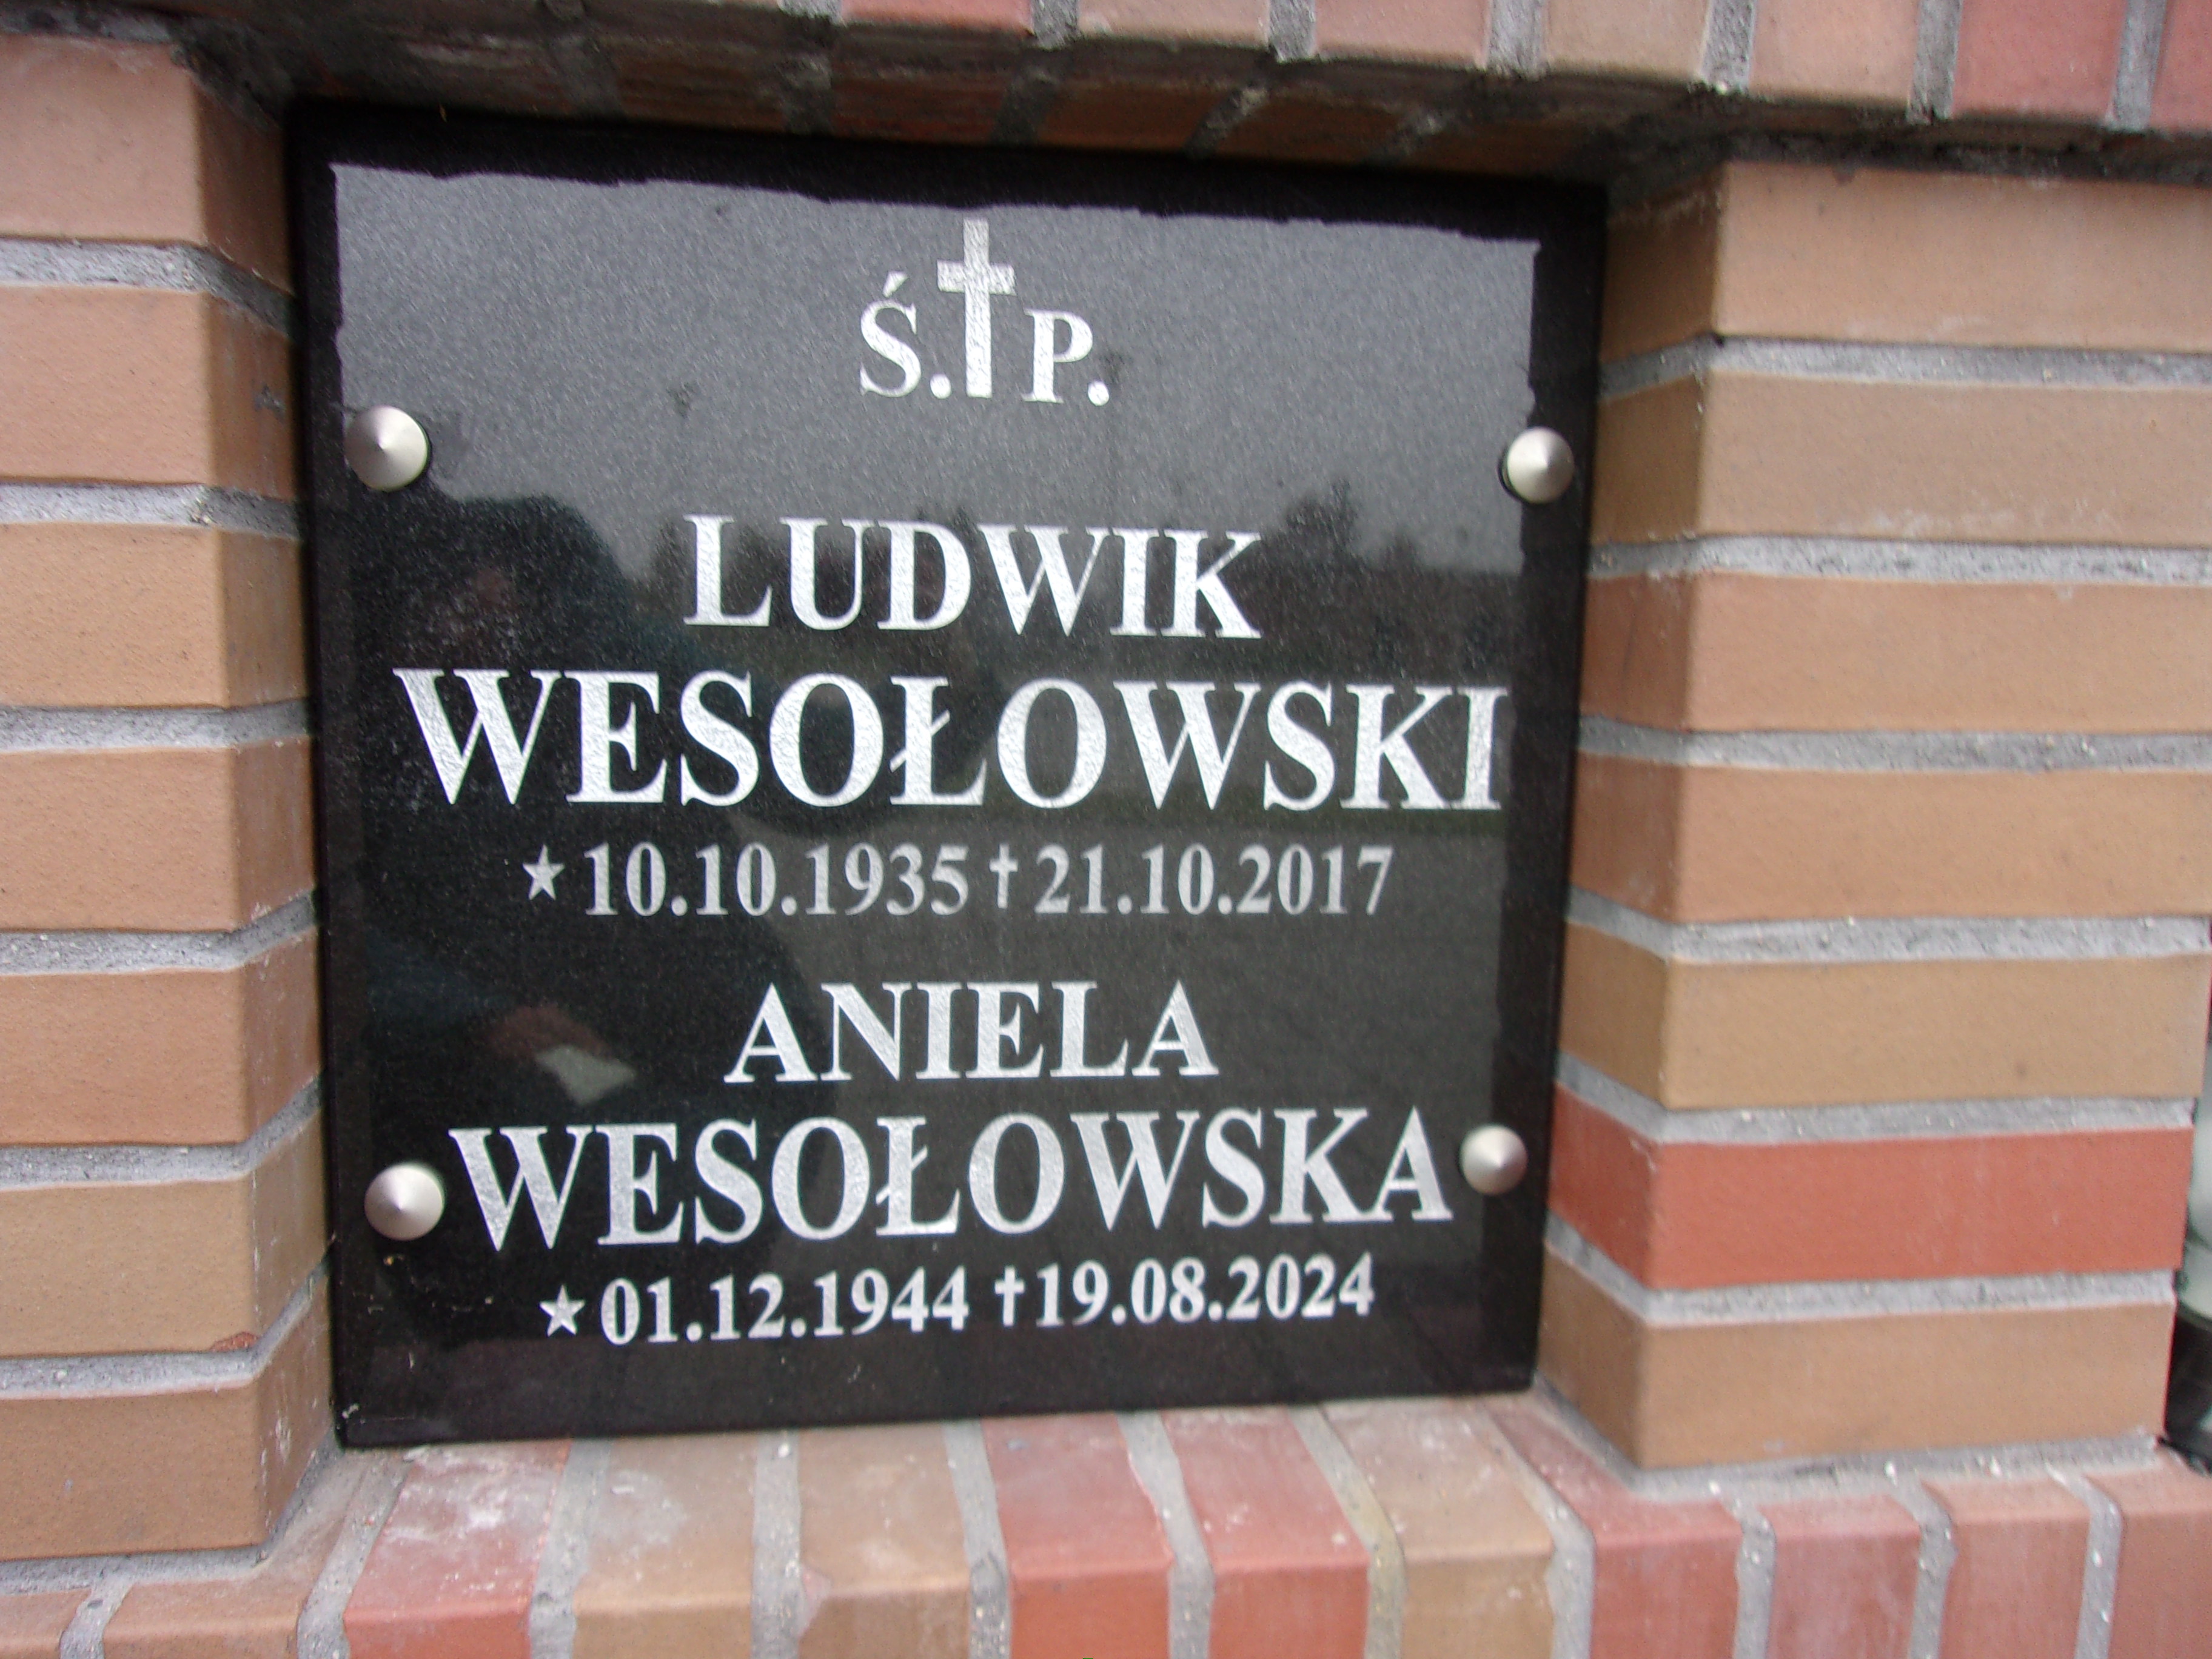 Ś.✝P.
LUDWIK
WESOŁOWSKI
★10.10.1935 ✝21.10.2017
ANIELA
WESOŁOWSKA
★01.12.1944 ✝19.08.2024